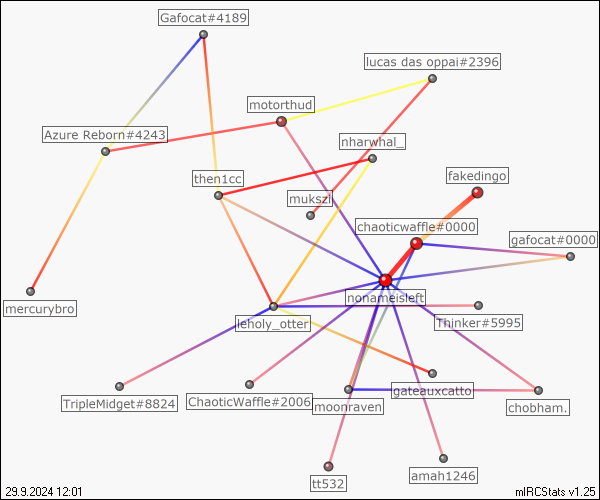 Gafocat#4189
lucas das oppai#2396
motorthud
Azure Reborn#4243
nharwhal_
then1cc
fakedingo
mukszl
chaoticwaffle#0000
gafocat#0000
nonameisleft
mercurybro
leholy_otter
Thinker#5995
gateauxcatto
TripleMidget#8824
ChaoticWaffle#2006
moonraven
chobham.
tt532
amah1246
29.9.2024 12:01
mIRCStats v1.25